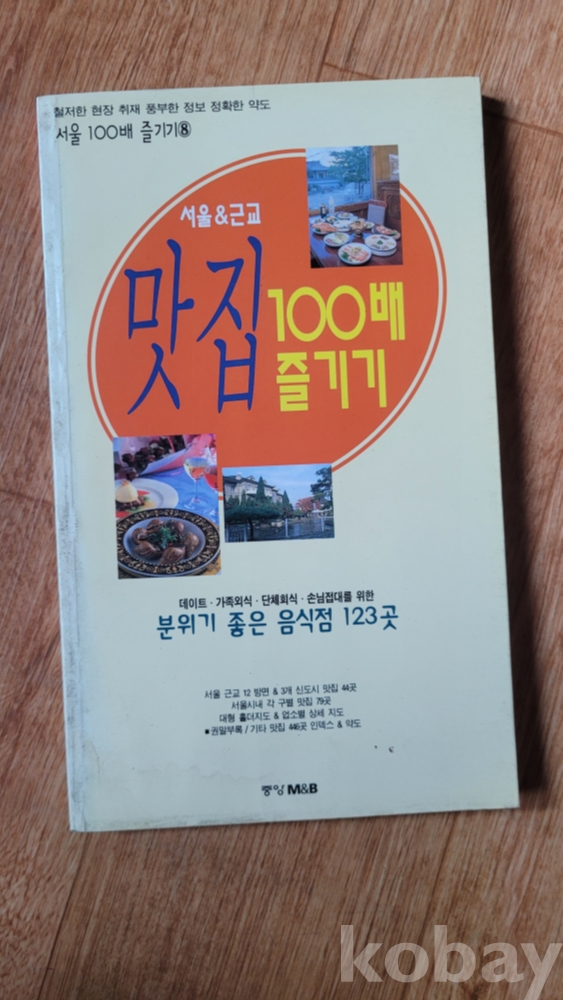 철저한 현장 취재 풍부한 정보 정확한 약도
서울 100배 즐기기⑧
서울&근교
맛집
100배
즐기기
데이트·가족외식·단체회식·손님접대를 위한
분위기 좋은 음식점 123곳
서울 근교 12 방면 & 3개 신도시 맛집 44곳
서울시내 각 구별 맛집 79곳
대형 홀더지도 & 업소별 상세 지도
■권말부록 / 기타 맛집 446곳 인덱스 & 약도
중앙 M&B
kobay